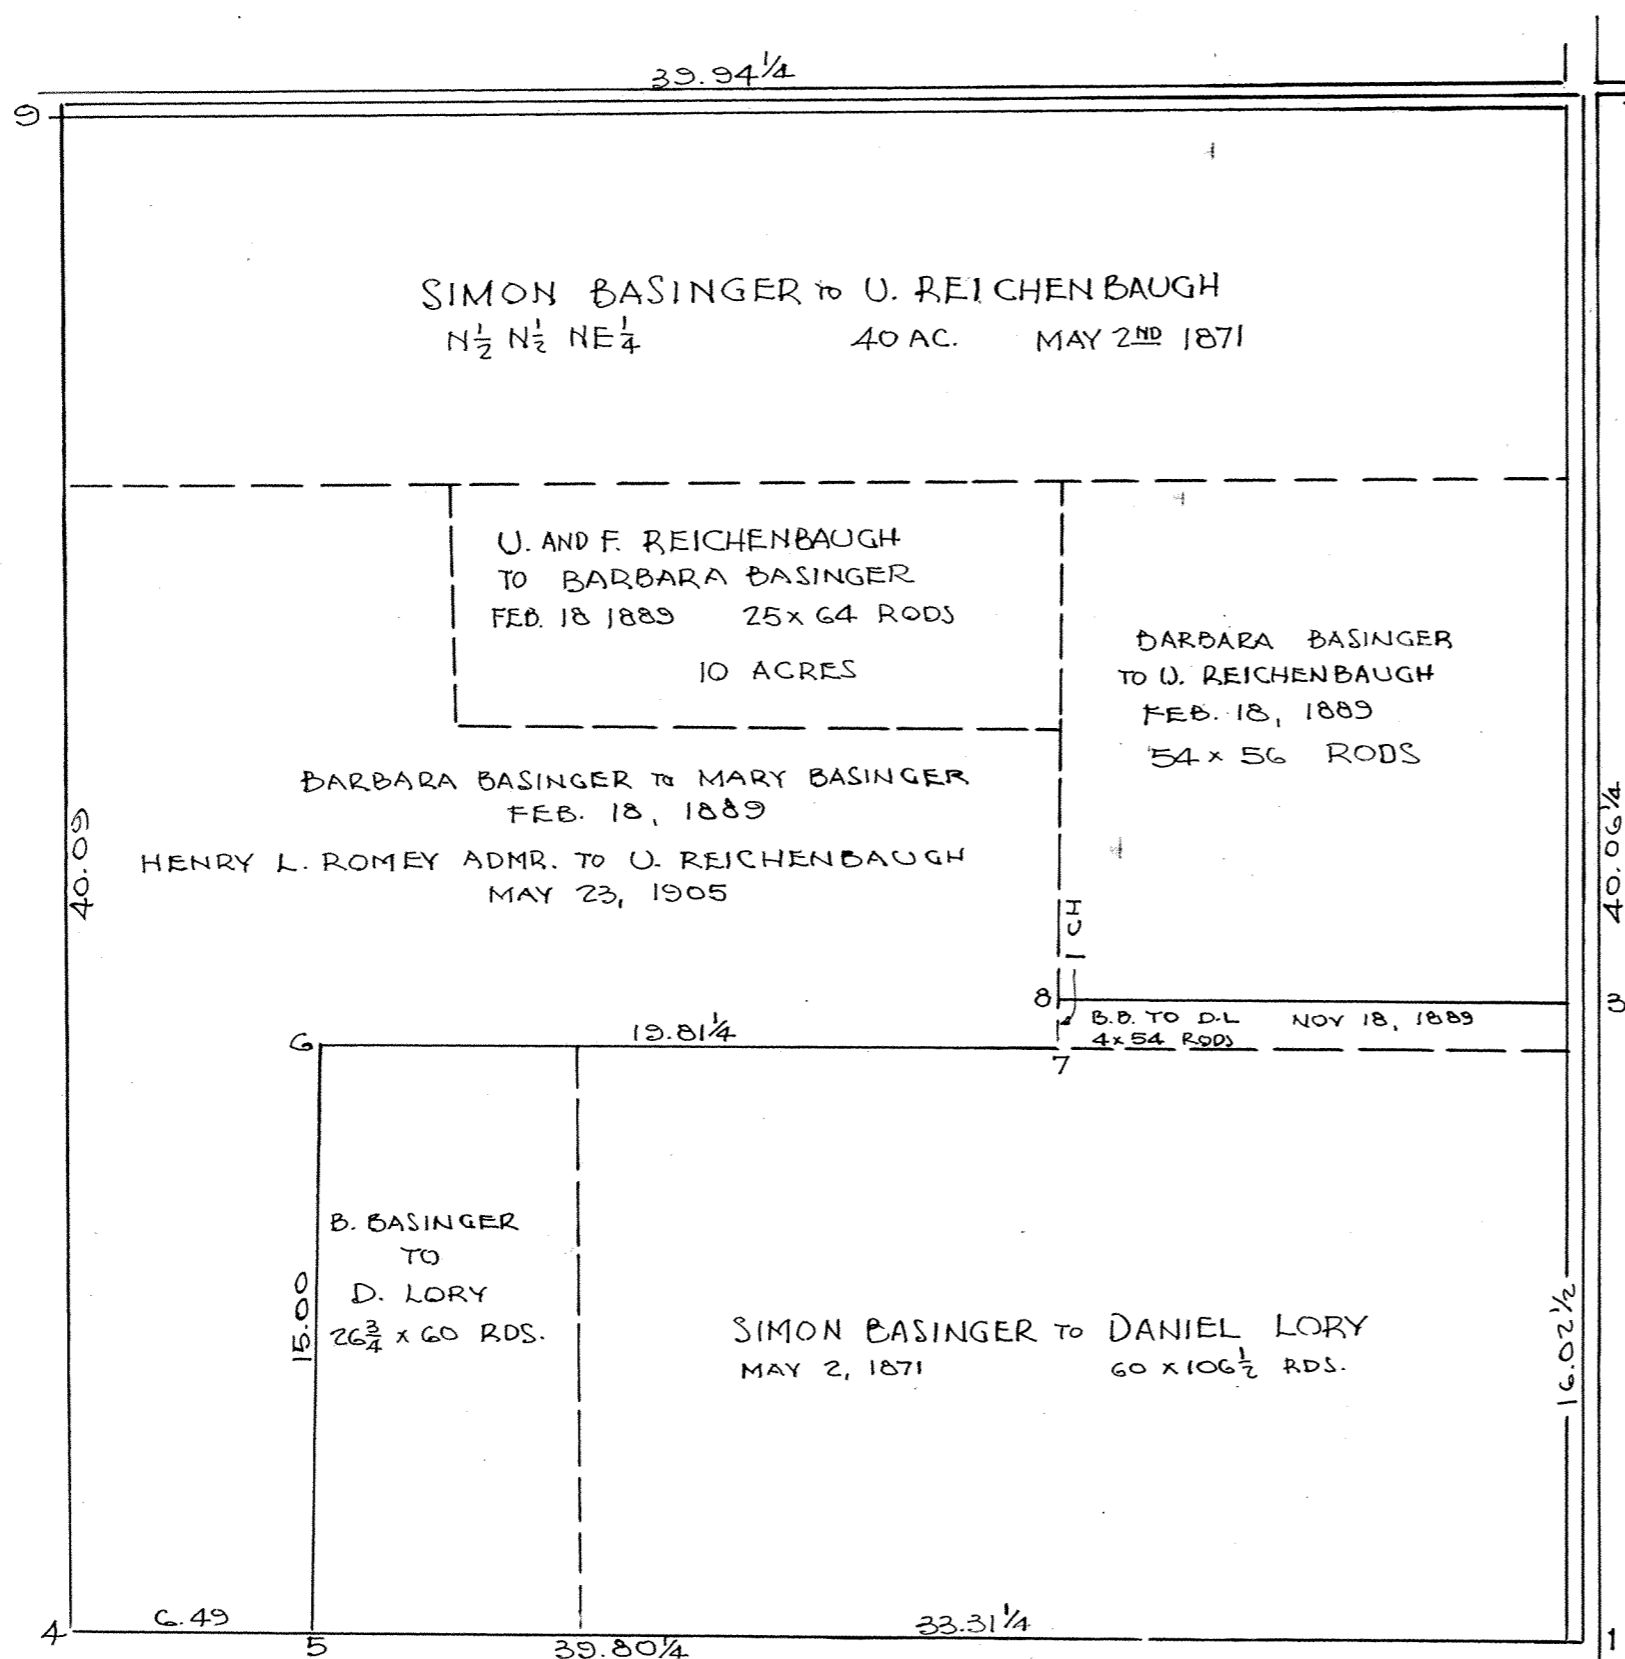 39.94¼
9
SIMON BASINGER TO U. REICHENBAUGH
N½ N½ NE¼ 40 AC. MAY 2ND 1871
U. AND F. REICHENBAUGH
TO BARBARA BASINGER
FEB. 18 1889 25 x 64 RODS
10 ACRES
BARBARA BASINGER
TO U. REICHENBAUGH
FEB. 18, 1889
54 x 56 RODS
BARBARA BASINGER TO MARY BASINGER
FEB. 18, 1889
HENRY L. ROMEY ADMR. TO U. REICHENBAUGH
MAY 23, 1905
40.09
40.06¼
1 CH
8
3
B.B. TO D.L NOV 18, 1889
4 x 54 RODS
6
19.81¼
7
B. BASINGER
TO
D. LORY
26¾ x 60 RDS.
15.00
SIMON BASINGER TO DANIEL LORY
MAY 2, 1871 60 x 106½ RDS.
16.02½
4
6.49
5
39.80¼
33.31¼
1